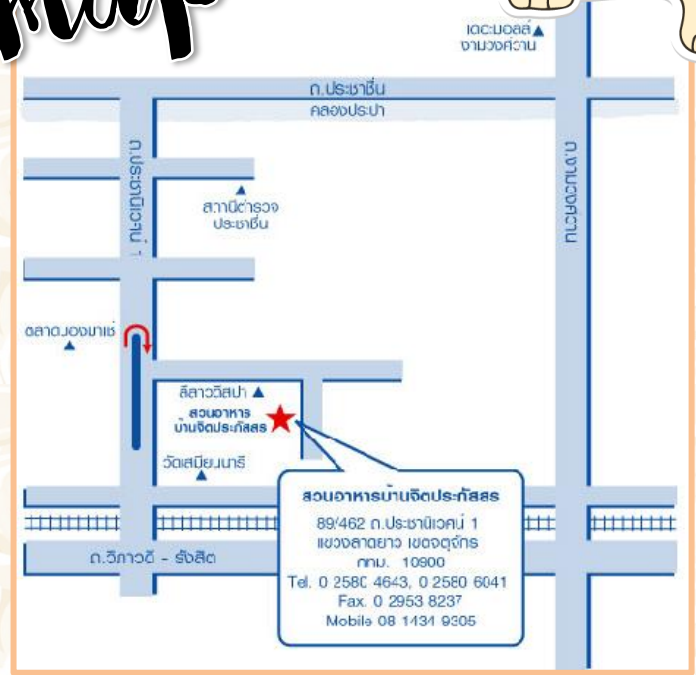 map
เดะมอลล์
งามวงศ์วาน
ถ.ประชาชื่น
คลองประปา
ถ.ประชานิเวศน์ 1
ถ.งามวงศ์วาน
สถานีตำรวจ
ประชาชื่น
ตลาดบองมาเช่
ลีลาวดีสปา
สวนอาหาร
บ้านจิตประภัสสร
วัดเสมียนนารี
ถ.วิภาวดี - รังสิต
สวนอาหารบ้านจิตประภัสสร
89/462 ถ.ประชานิเวศน์ 1
แขวงลาดยาว เขตจตุจักร
กทม. 10900
Tel. 0 2580 4643, 0 2580 6041
Fax. 0 2953 8237
Mobile 08 1434 9305